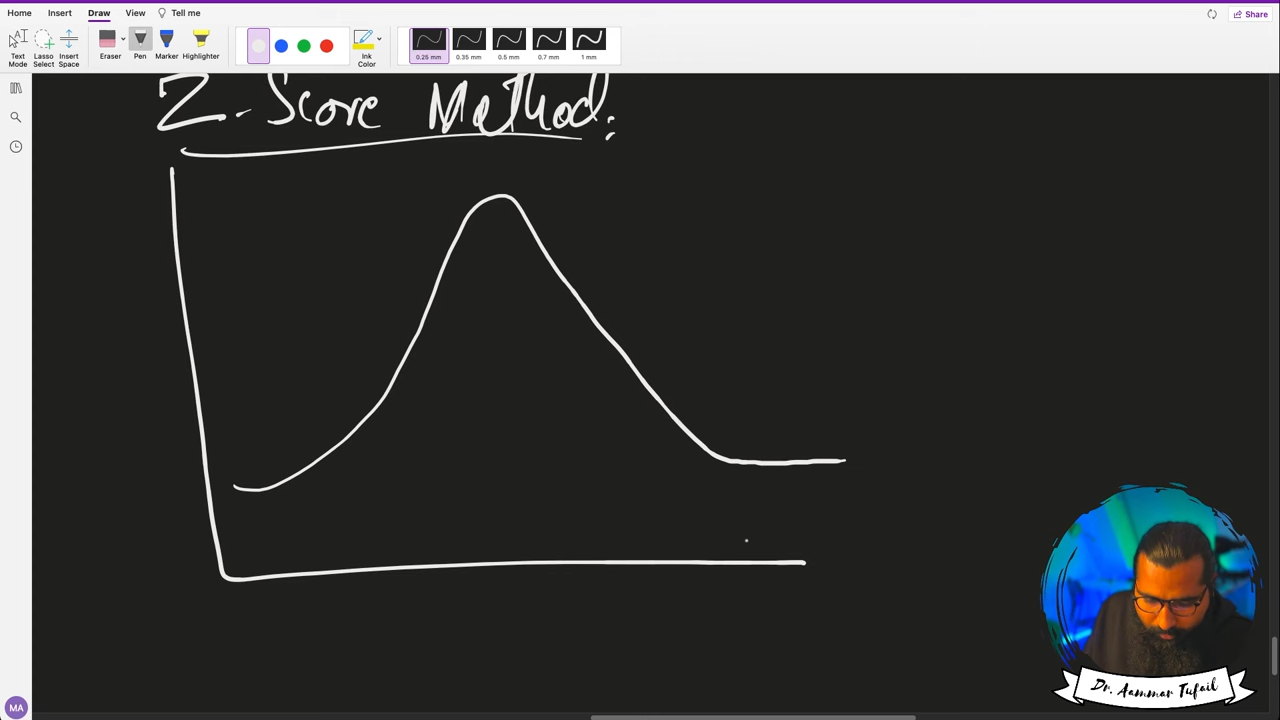 Home Insert Draw View Tell me Share
Text Mode Lasso Select Insert Space Eraser Pen Marker Highlighter Ink Color 0.25 mm 0.35 mm 0.5 mm 0.7 mm 1 mm
Z-Score Method:
MA
Dr. Aammar Tufail